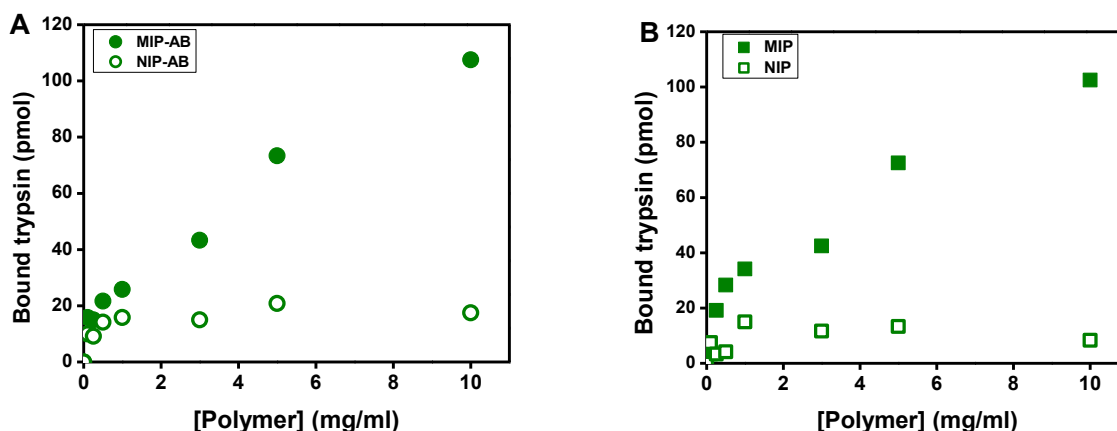 A
MIP-AB
NIP-AB
120
100
80
60
40
20
0
Bound trypsin (pmol)
0 2 4 6 8 10
[Polymer] (mg/ml)
B
MIP
NIP
120
100
80
60
40
20
0
Bound trypsin (pmol)
0 2 4 6 8 10
[Polymer] (mg/ml)